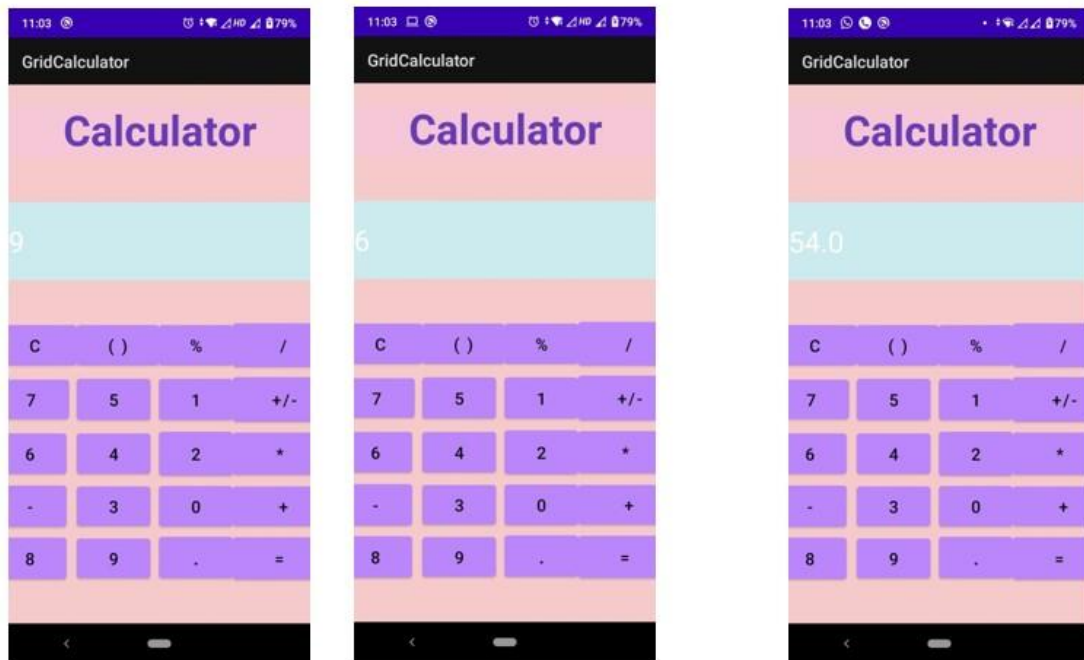 11:03
HD 79%
GridCalculator
Calculator
9
C ( ) % /
7 5 1 +/-
6 4 2 *
- 3 0 +
8 9 . =
11:03
HD 79%
GridCalculator
Calculator
6
C ( ) % /
7 5 1 +/-
6 4 2 *
- 3 0 +
8 9 . =
11:03
79%
GridCalculator
Calculator
54.0
C ( ) % /
7 5 1 +/-
6 4 2 *
- 3 0 +
8 9 . =